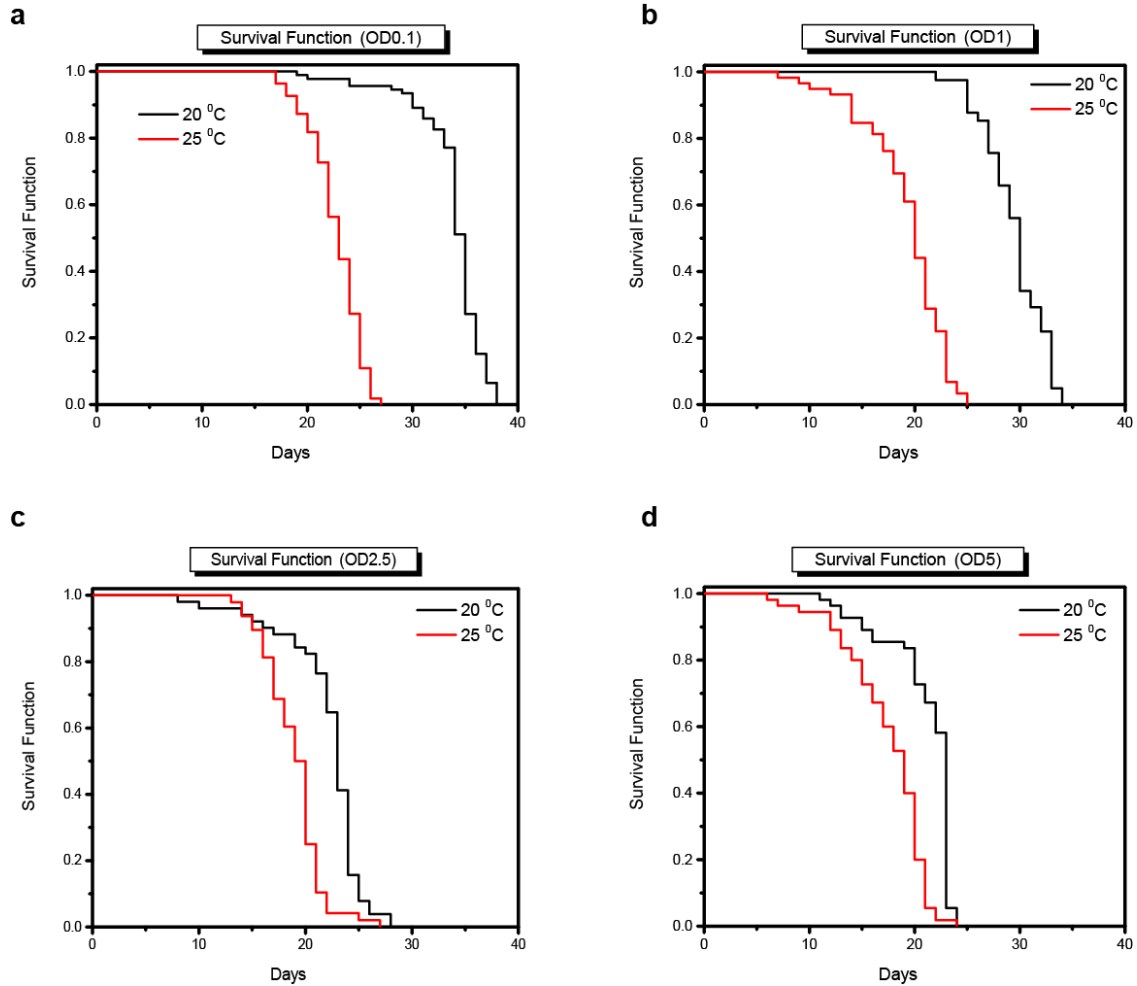 a
Survival Function (OD0.1)
1.0
0.8
0.6
0.4
0.2
0.0
Survival Function
20 ⁰C
25 ⁰C
0
10
20
30
40
Days
b
Survival Function (OD1)
1.0
0.8
0.6
0.4
0.2
0.0
Survival Function
20 ⁰C
25 ⁰C
0
10
20
30
40
Days
c
Survival Function (OD2.5)
1.0
0.8
0.6
0.4
0.2
0.0
Survival Function
20 ⁰C
25 ⁰C
0
10
20
30
40
Days
d
Survival Function (OD5)
1.0
0.8
0.6
0.4
0.2
0.0
Survival Function
20 ⁰C
25 ⁰C
0
10
20
30
40
Days